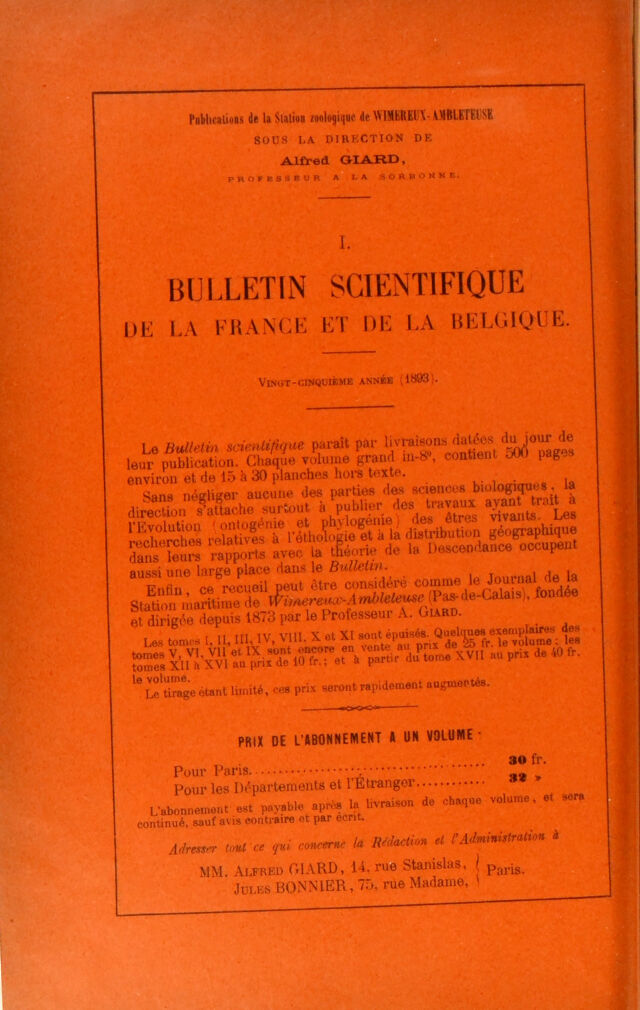 Publications de la Station zoologique de WIMEREUX-AMBLETEUSE
SOUS LA DIRECTION DE
Alfred GIARD,
PROFESSEUR A LA SORBONNE.
I.
BULLETIN SCIENTIFIQUE
DE LA FRANCE ET DE LA BELGIQUE.
VINGT-CINQUIÈME ANNÉE (1893).
Le Bulletin scientifique paraît par livraisons datées du jour de
leur publication. Chaque volume grand in-8º, contient 500 pages
environ et de 15 à 30 planches hors texte.
Sans négliger aucune des parties des sciences biologiques, la
direction s'attache surtout à publier des travaux ayant trait à
l'Evolution (ontogénie et phylogénie) des êtres vivants. Les
recherches relatives à l'éthologie et à la distribution géographique
dans leurs rapports avec la théorie de la Descendance occupent
aussi une large place dans le Bulletin.
Enfin, ce recueil peut être considéré comme le Journal de la
Station maritime de Wimereux-Ambleteuse (Pas-de-Calais), fondée
et dirigée depuis 1873 par le Professeur A. GIARD.
Les tomes I, II, III, IV, VIII, X et XI sont épuisés. Quelques exemplaires des
tomes V, VI, VII et IX sont encore en vente au prix de 25 fr. le volume ; les
tomes XII à XVI au prix de 10 fr. ; et à partir du tome XVII au prix de 40 fr.
le volume.
Le tirage étant limité, ces prix seront rapidement augmentés.
PRIX DE L'ABONNEMENT A UN VOLUME :
Pour Paris.......................................... 30 fr.
Pour les Départements et l'Étranger............ 32 »
L'abonnement est payable après la livraison de chaque volume, et sera
continué, sauf avis contraire et par écrit.
Adresser tout ce qui concerne la Rédaction et l'Administration à
MM. ALFRED GIARD, 14, rue Stanislas, } Paris.
JULES BONNIER, 75, rue Madame,